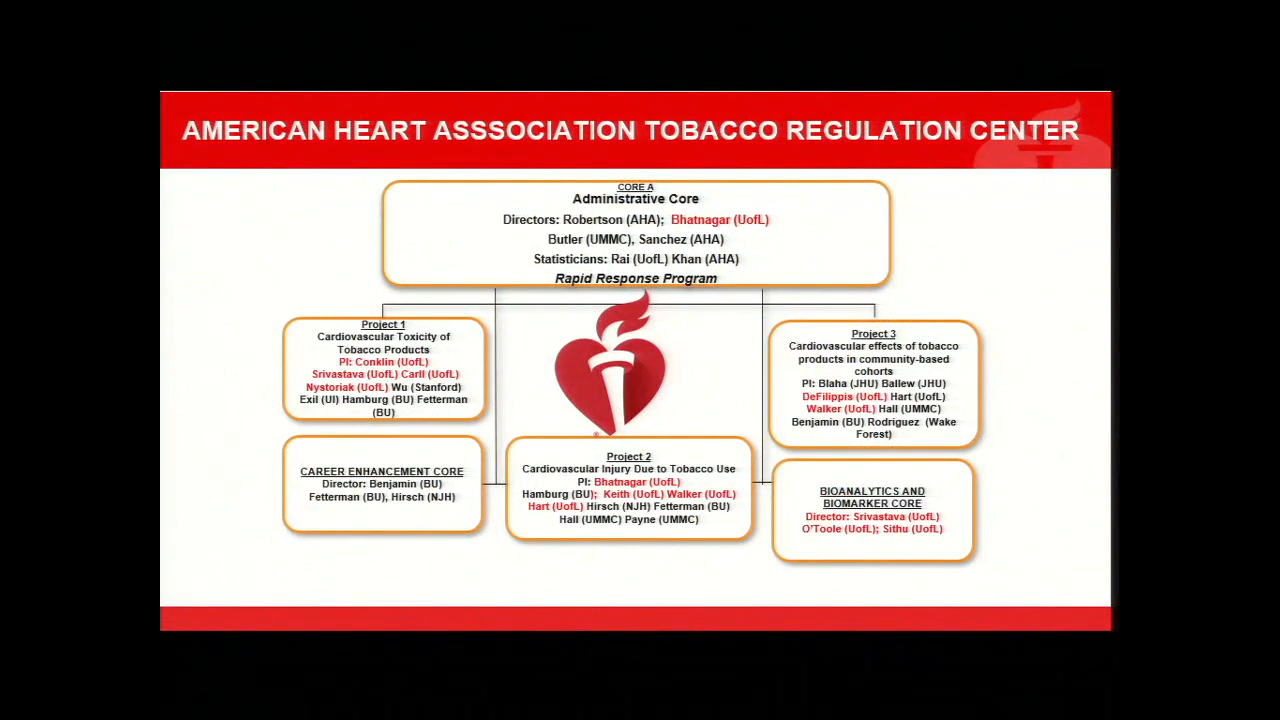 AMERICAN HEART ASSSOCIATION TOBACCO REGULATION CENTER
CORE A
Administrative Core
Directors: Robertson (AHA); Bhatnagar (UofL)
Butler (UMMC), Sanchez (AHA)
Statisticians: Rai (UofL) Khan (AHA)
Rapid Response Program
Project 1
Cardiovascular Toxicity of
Tobacco Products
PI: Conklin (UofL)
Srivastava (UofL) Carll (UofL)
Nystoriak (UofL) Wu (Stanford)
Exil (UI) Hamburg (BU) Fetterman
(BU)
Project 3
Cardiovascular effects of tobacco
products in community-based
cohorts
PI: Blaha (JHU) Ballew (JHU)
DeFilippis (UofL) Hart (UofL)
Walker (UofL) Hall (UMMC)
Benjamin (BU) Rodriguez (Wake
Forest)
CAREER ENHANCEMENT CORE
Director: Benjamin (BU)
Fetterman (BU), Hirsch (NJH)
Project 2
Cardiovascular Injury Due to Tobacco Use
PI: Bhatnagar (UofL)
Hamburg (BU); Keith (UofL) Walker (UofL)
Hart (UofL) Hirsch (NJH) Fetterman (BU)
Hall (UMMC) Payne (UMMC)
BIOANALYTICS AND
BIOMARKER CORE
Director: Srivastava (UofL)
O'Toole (UofL); Sithu (UofL)
®